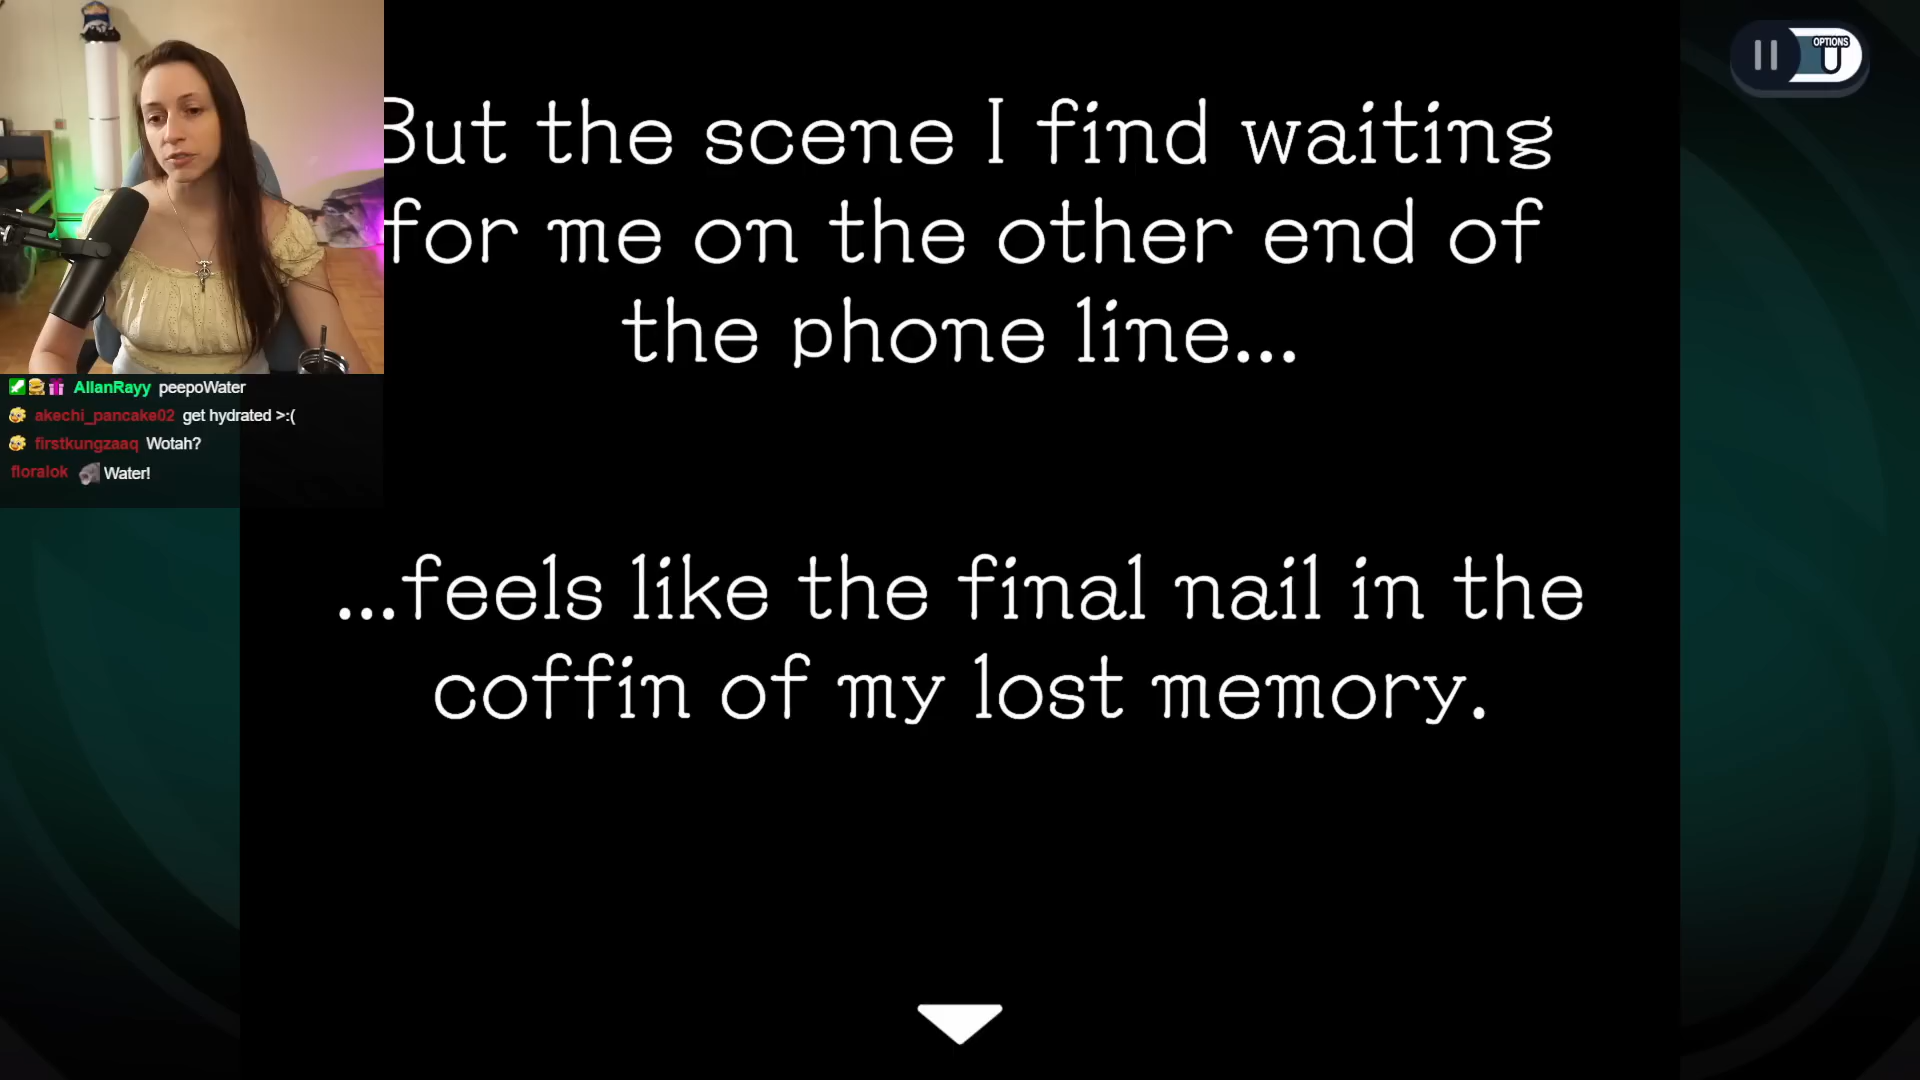 OPTIONS
But the scene I find waiting
for me on the other end of
the phone line...
...feels like the final nail in the
coffin of my lost memory.
AllanRayy peepoWater
akechi_pancake02 get hydrated >:(
firstkungzaaq Wotah?
floralok Water!